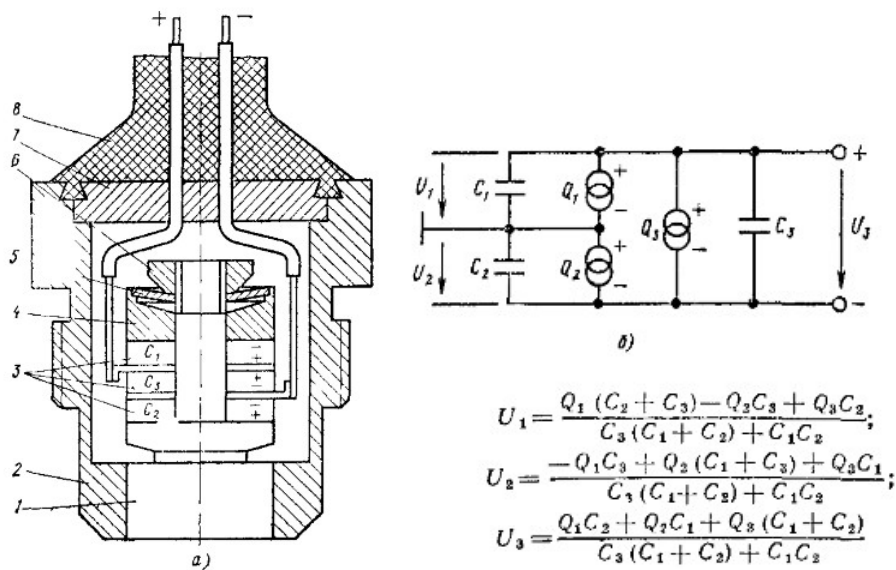 + −
8
7
6
5
4
3
2
1
C₁
C₃
C₂
− +
− +
− +
а)
U₁ C₁ Q₁ + − Q₃ + − C₃ U₃ + −
U₂ C₂ Q₂ + −
б)
U₁ = (Q₁ (C₂ + C₃) − Q₂C₃ + Q₃C₂) / (C₃ (C₁ + C₂) + C₁C₂);
U₂ = (−Q₁C₃ + Q₂ (C₁ + C₃) + Q₃C₁) / (C₃ (C₁ + C₂) + C₁C₂);
U₃ = (Q₁C₂ + Q₂C₁ + Q₃ (C₁ + C₂)) / (C₃ (C₁ + C₂) + C₁C₂)